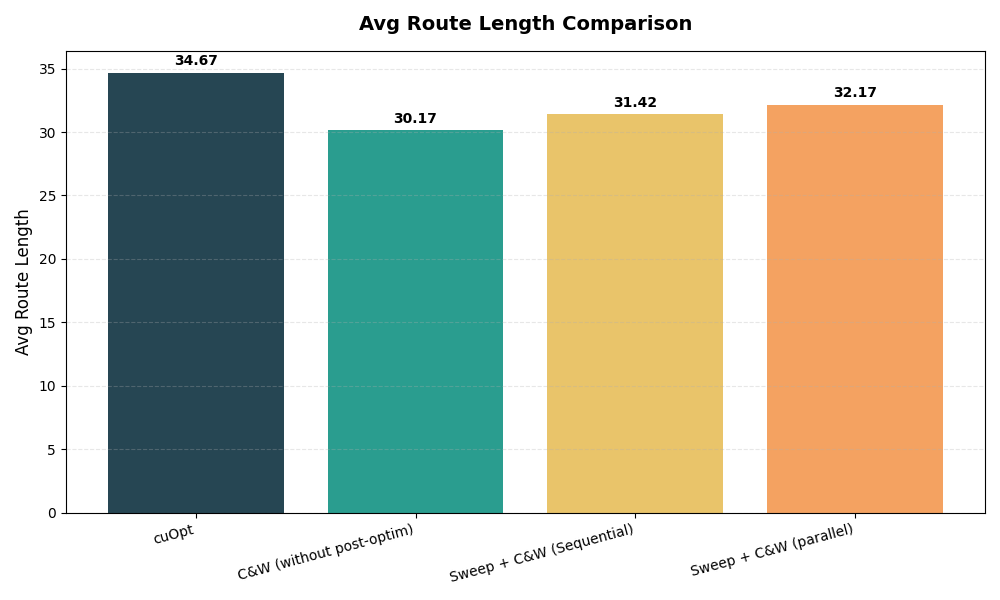 Avg Route Length Comparison
Avg Route Length
35
30
25
20
15
10
5
0
34.67
30.17
31.42
32.17
cuOpt
C&W (without post-optim)
Sweep + C&W (Sequential)
Sweep + C&W (parallel)